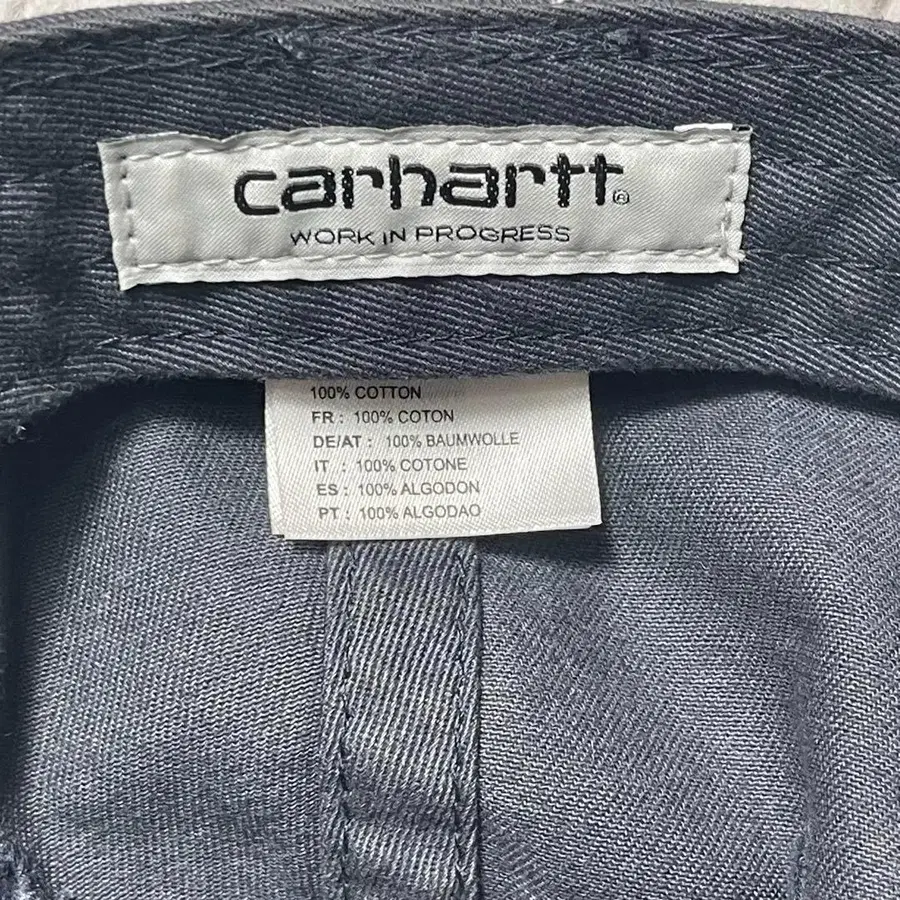 carhartt®
WORK IN PROGRESS
100% COTTON
FR : 100% COTON
DE/AT : 100% BAUMWOLLE
IT : 100% COTONE
ES : 100% ALGODON
PT : 100% ALGODAO